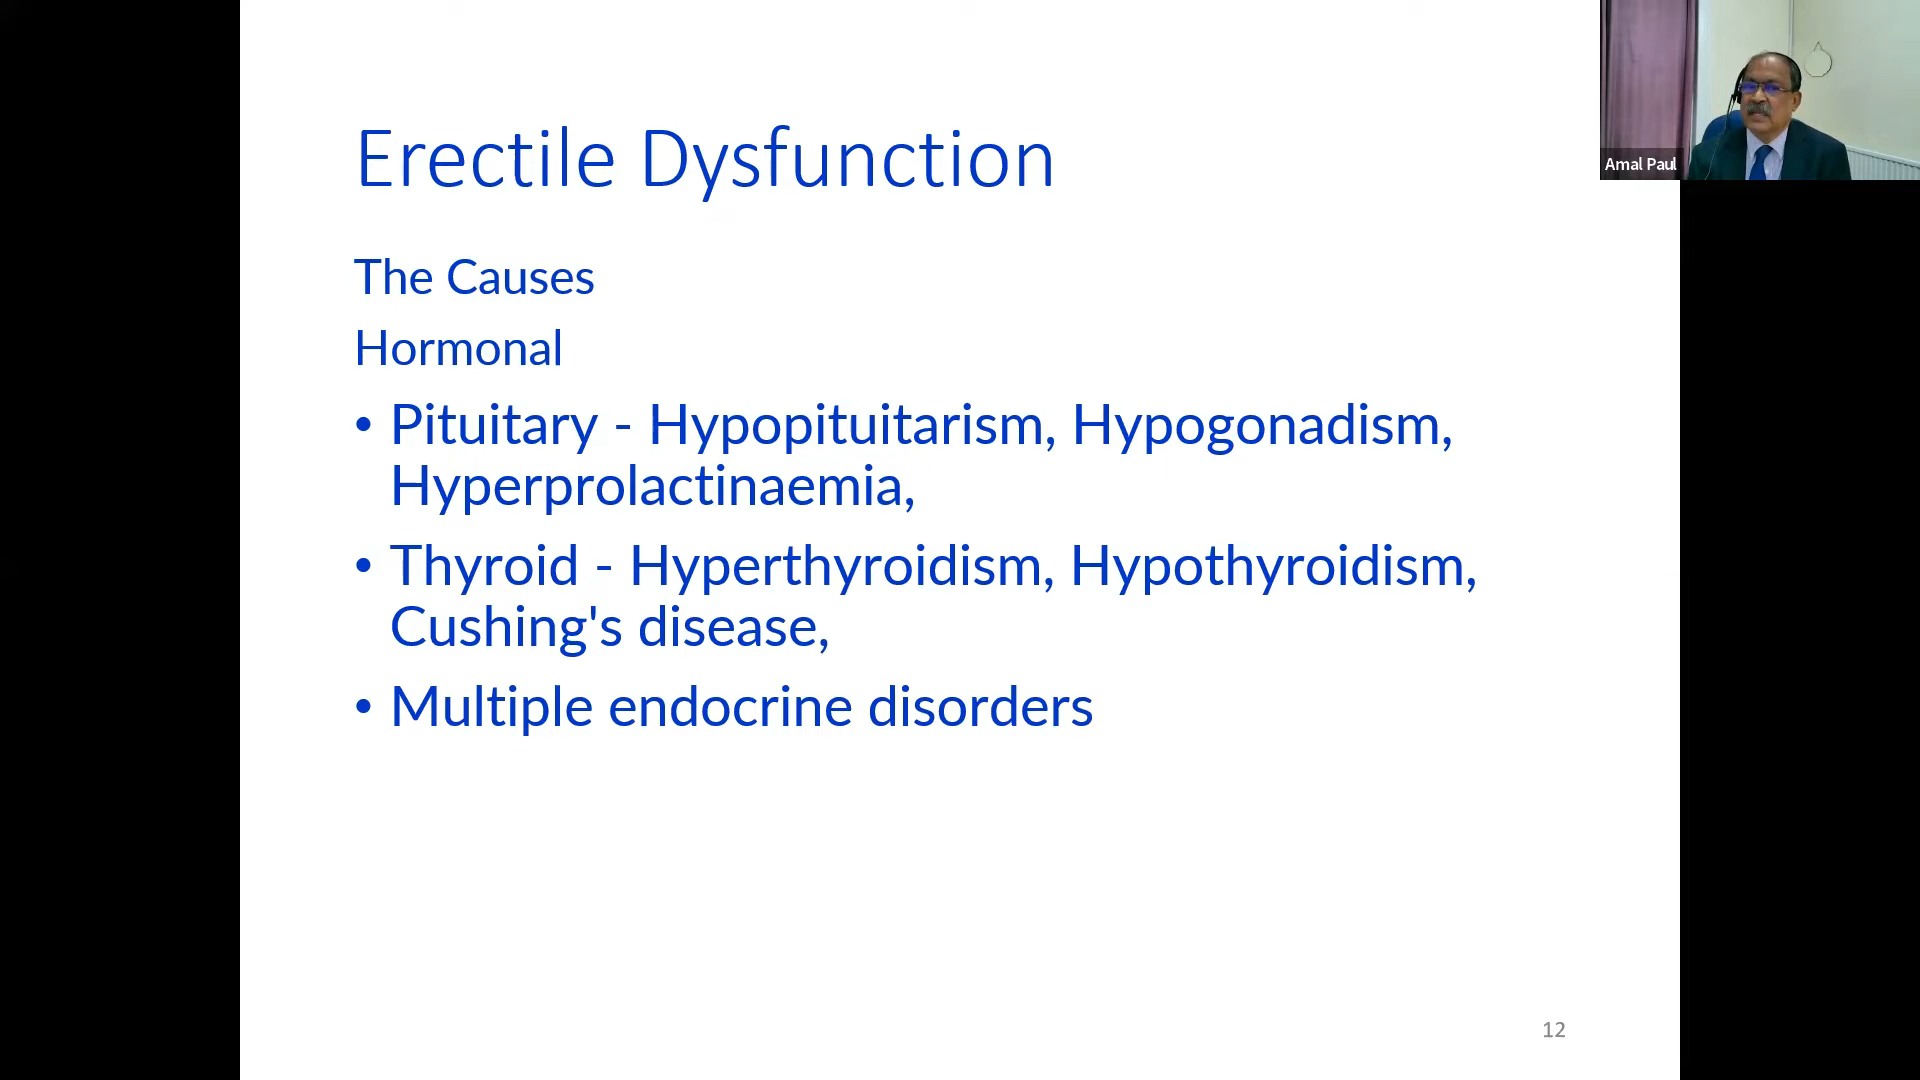 Erectile Dysfunction
The Causes
Hormonal
• Pituitary - Hypopituitarism, Hypogonadism,
Hyperprolactinaemia,
• Thyroid - Hyperthyroidism, Hypothyroidism,
Cushing's disease,
• Multiple endocrine disorders
12
Amal Paul